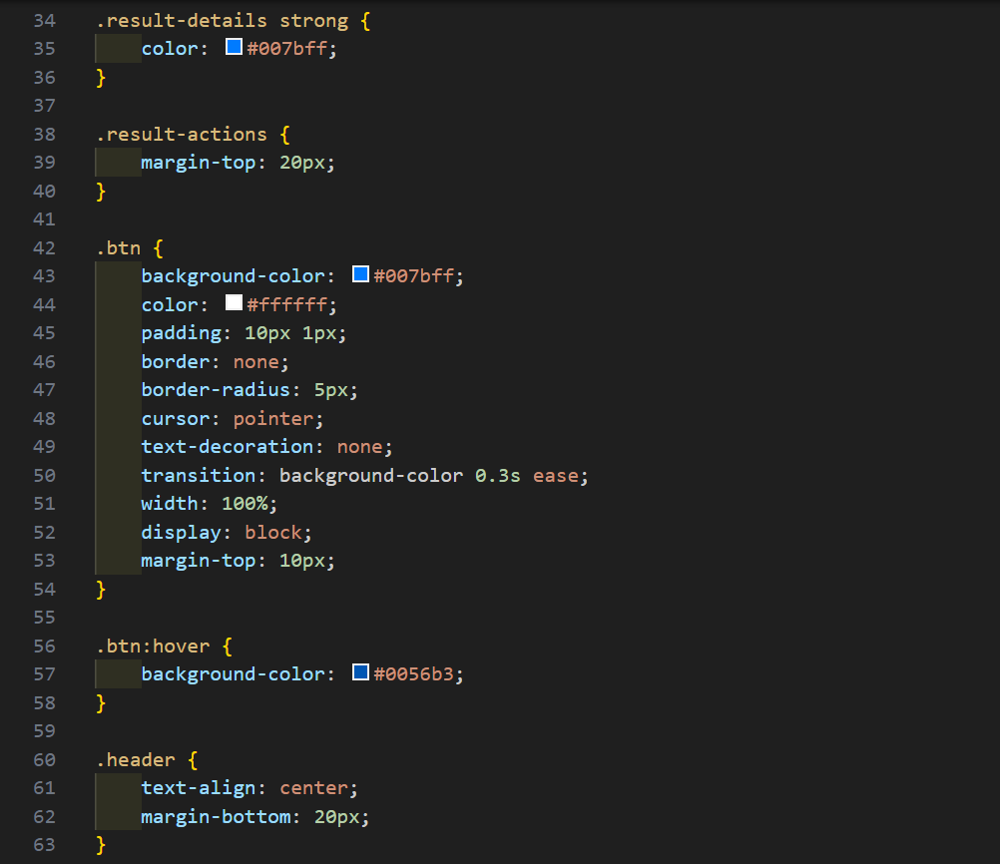 34 .result-details strong {
35     color: #007bff;
36 }
37
38 .result-actions {
39     margin-top: 20px;
40 }
41
42 .btn {
43     background-color: #007bff;
44     color: #ffffff;
45     padding: 10px 1px;
46     border: none;
47     border-radius: 5px;
48     cursor: pointer;
49     text-decoration: none;
50     transition: background-color 0.3s ease;
51     width: 100%;
52     display: block;
53     margin-top: 10px;
54 }
55
56 .btn:hover {
57     background-color: #0056b3;
58 }
59
60 .header {
61     text-align: center;
62     margin-bottom: 20px;
63 }